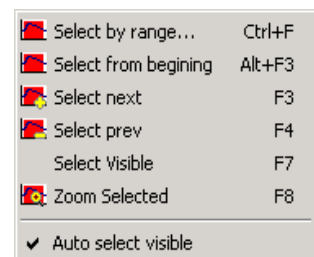 Select by range... Ctrl+F
Select from begining Alt+F3
Select next F3
Select prev F4
Select Visible F7
Zoom Selected F8
Auto select visible